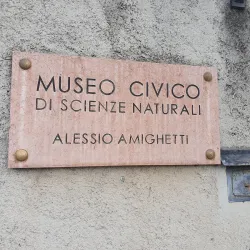 MUSEO CIVICO
DI SCIENZE NATURALI
ALESSIO AMIGHETTI